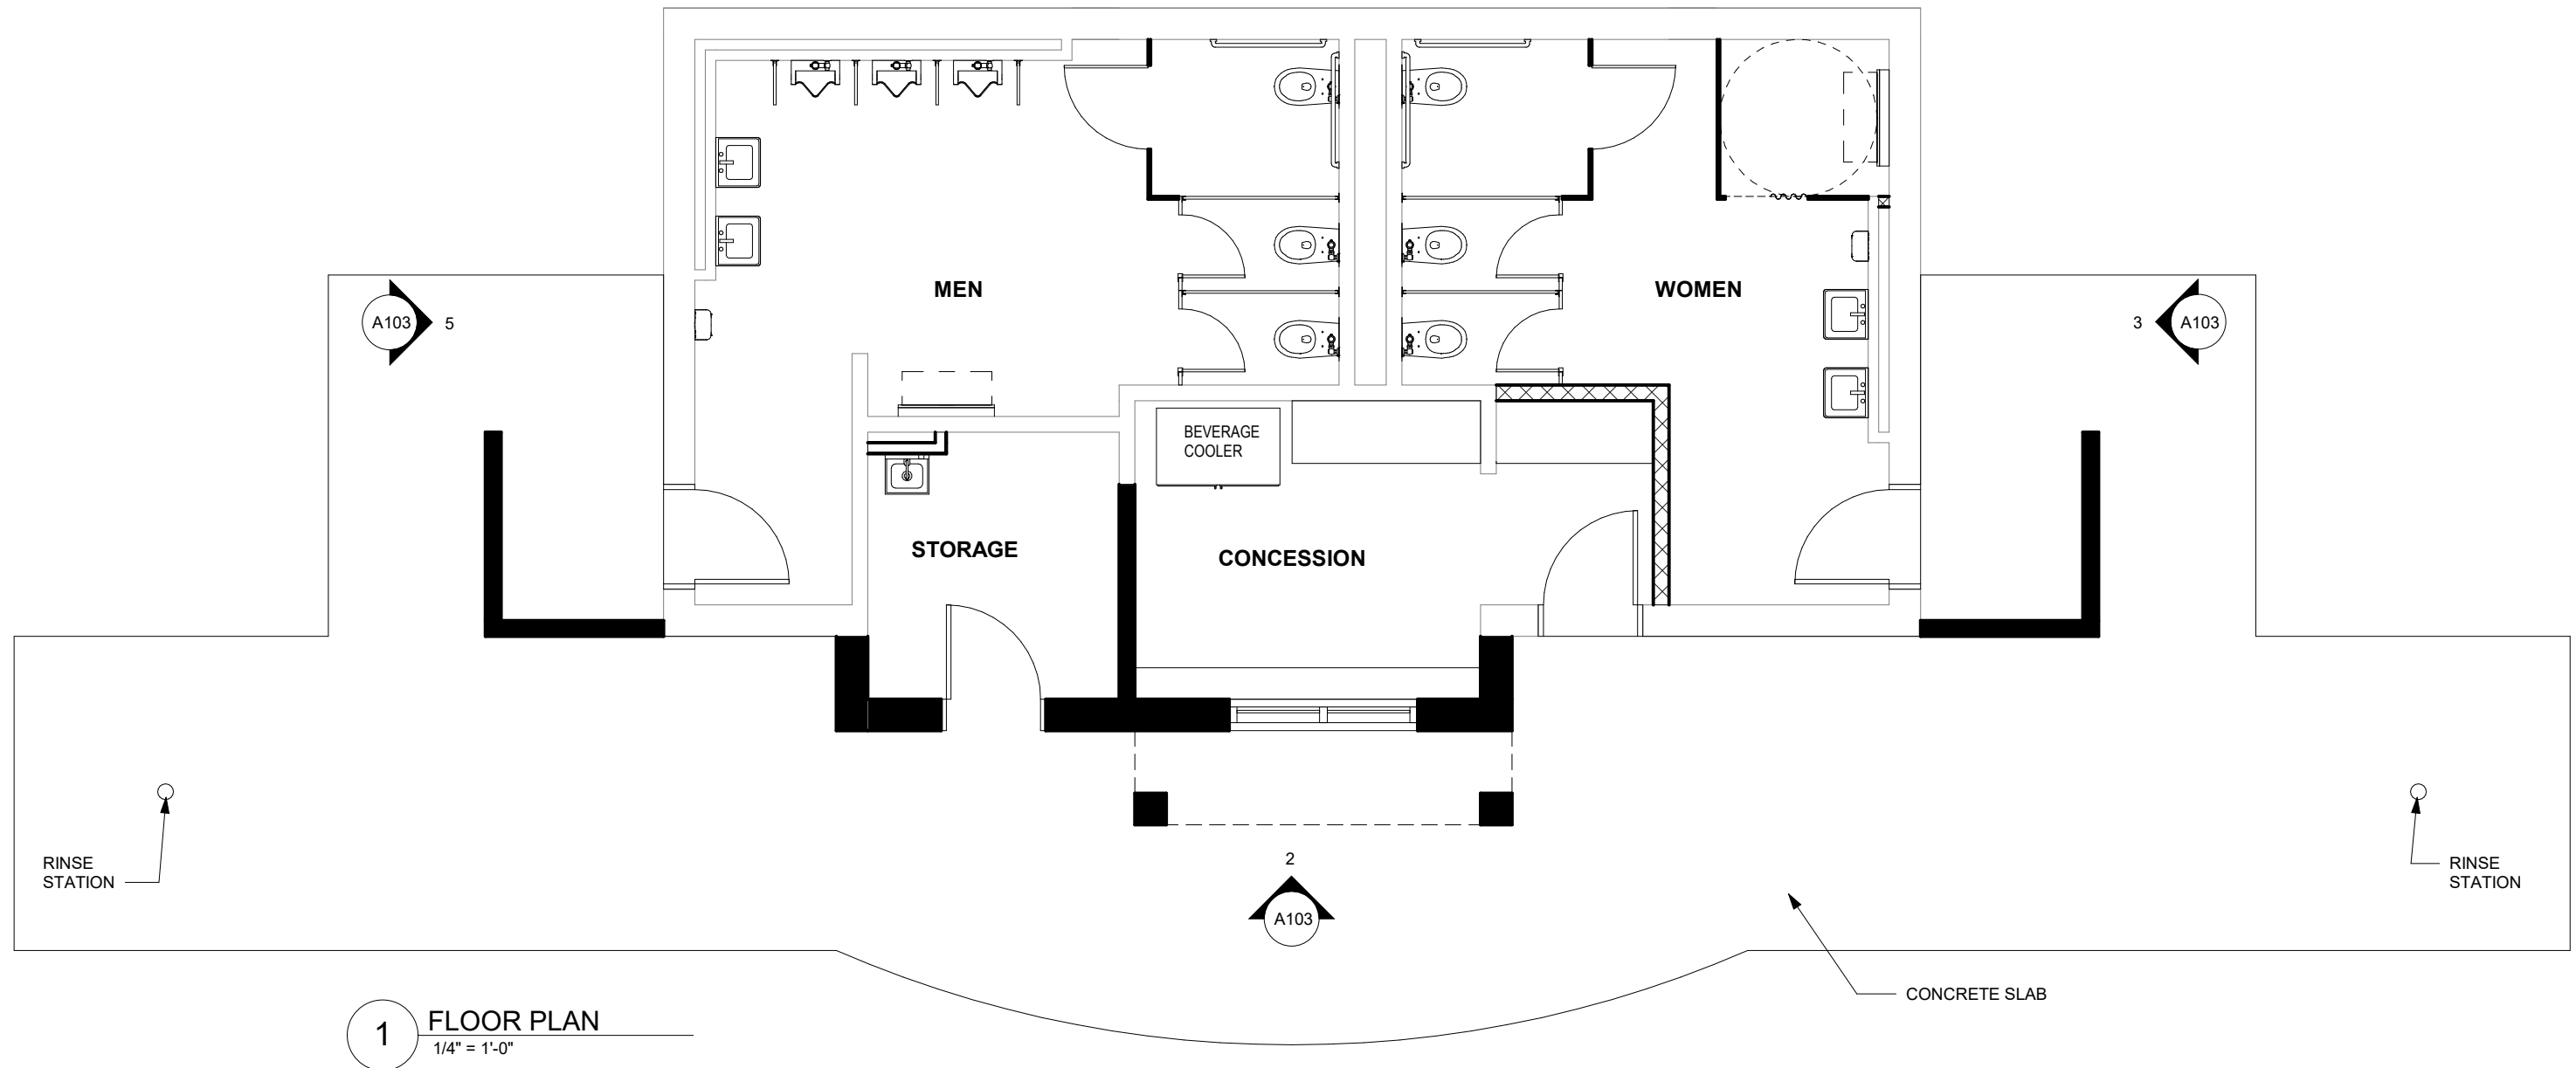 MEN
WOMEN
A103
5
3
A103
BEVERAGE
COOLER
STORAGE
CONCESSION
RINSE
STATION
2
A103
RINSE
STATION
CONCRETE SLAB
1
FLOOR PLAN
1/4" = 1'-0"